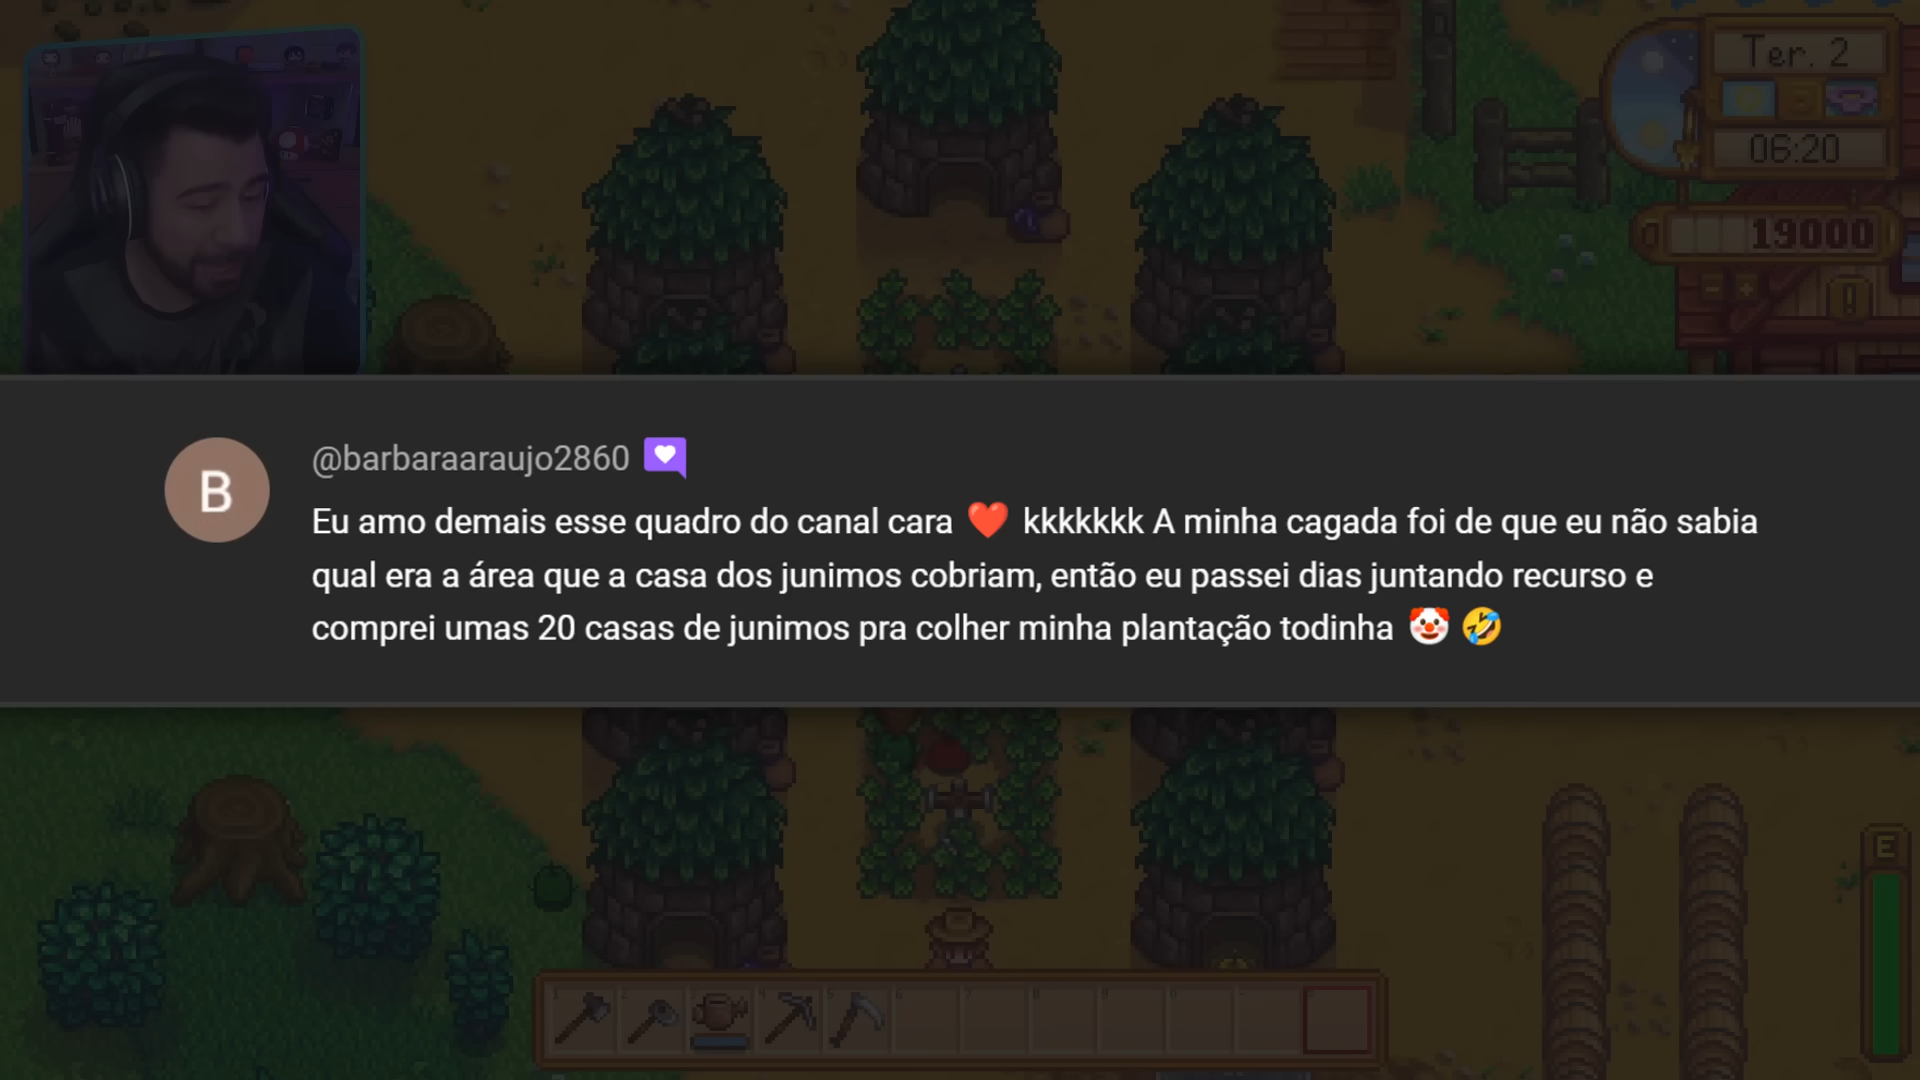 Ter. 2
06:20
19000
B
@barbaraaraujo2860
Eu amo demais esse quadro do canal cara ❤️ kkkkkkk A minha cagada foi de que eu não sabia
qual era a área que a casa dos junimos cobriam, então eu passei dias juntando recurso e
comprei umas 20 casas de junimos pra colher minha plantação todinha 🤡 🤣
E